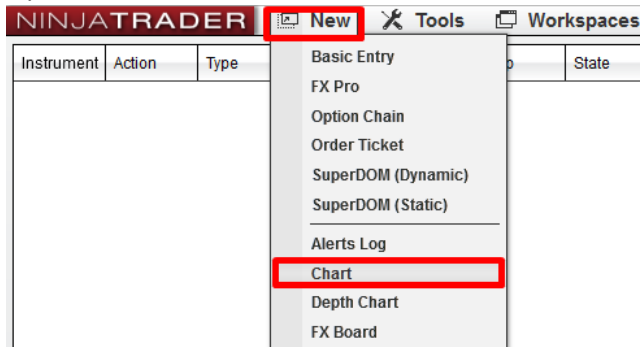 NINJATRADER New Tools Workspaces
Instrument Action Type State
Basic Entry
FX Pro
Option Chain
Order Ticket
SuperDOM (Dynamic)
SuperDOM (Static)
Alerts Log
Chart
Depth Chart
FX Board